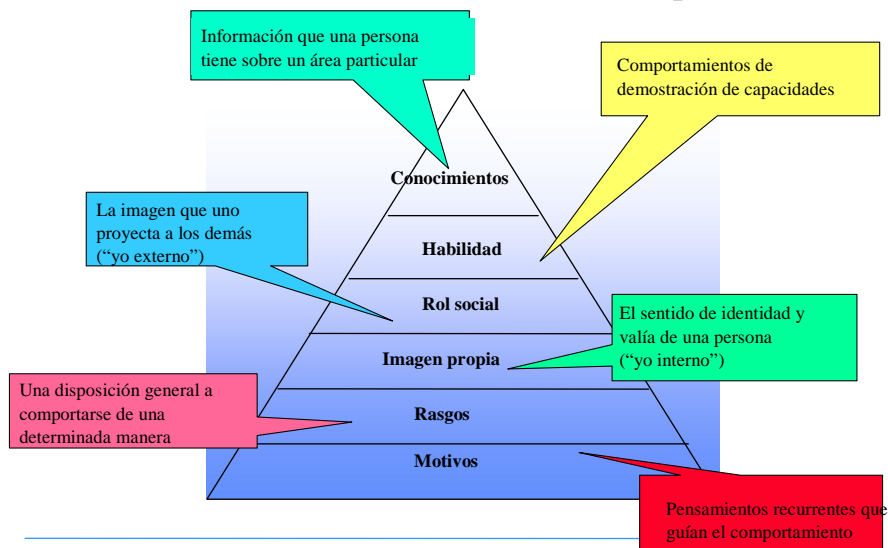 Información que una persona
tiene sobre un área particular
Comportamientos de
demostración de capacidades
Conocimientos
La imagen que uno
proyecta a los demás
(“yo externo”)
Habilidad
Rol social
El sentido de identidad y
valía de una persona
(“yo interno”)
Imagen propia
Una disposición general a
comportarse de una
determinada manera
Rasgos
Motivos
Pensamientos recurrentes que
guían el comportamiento